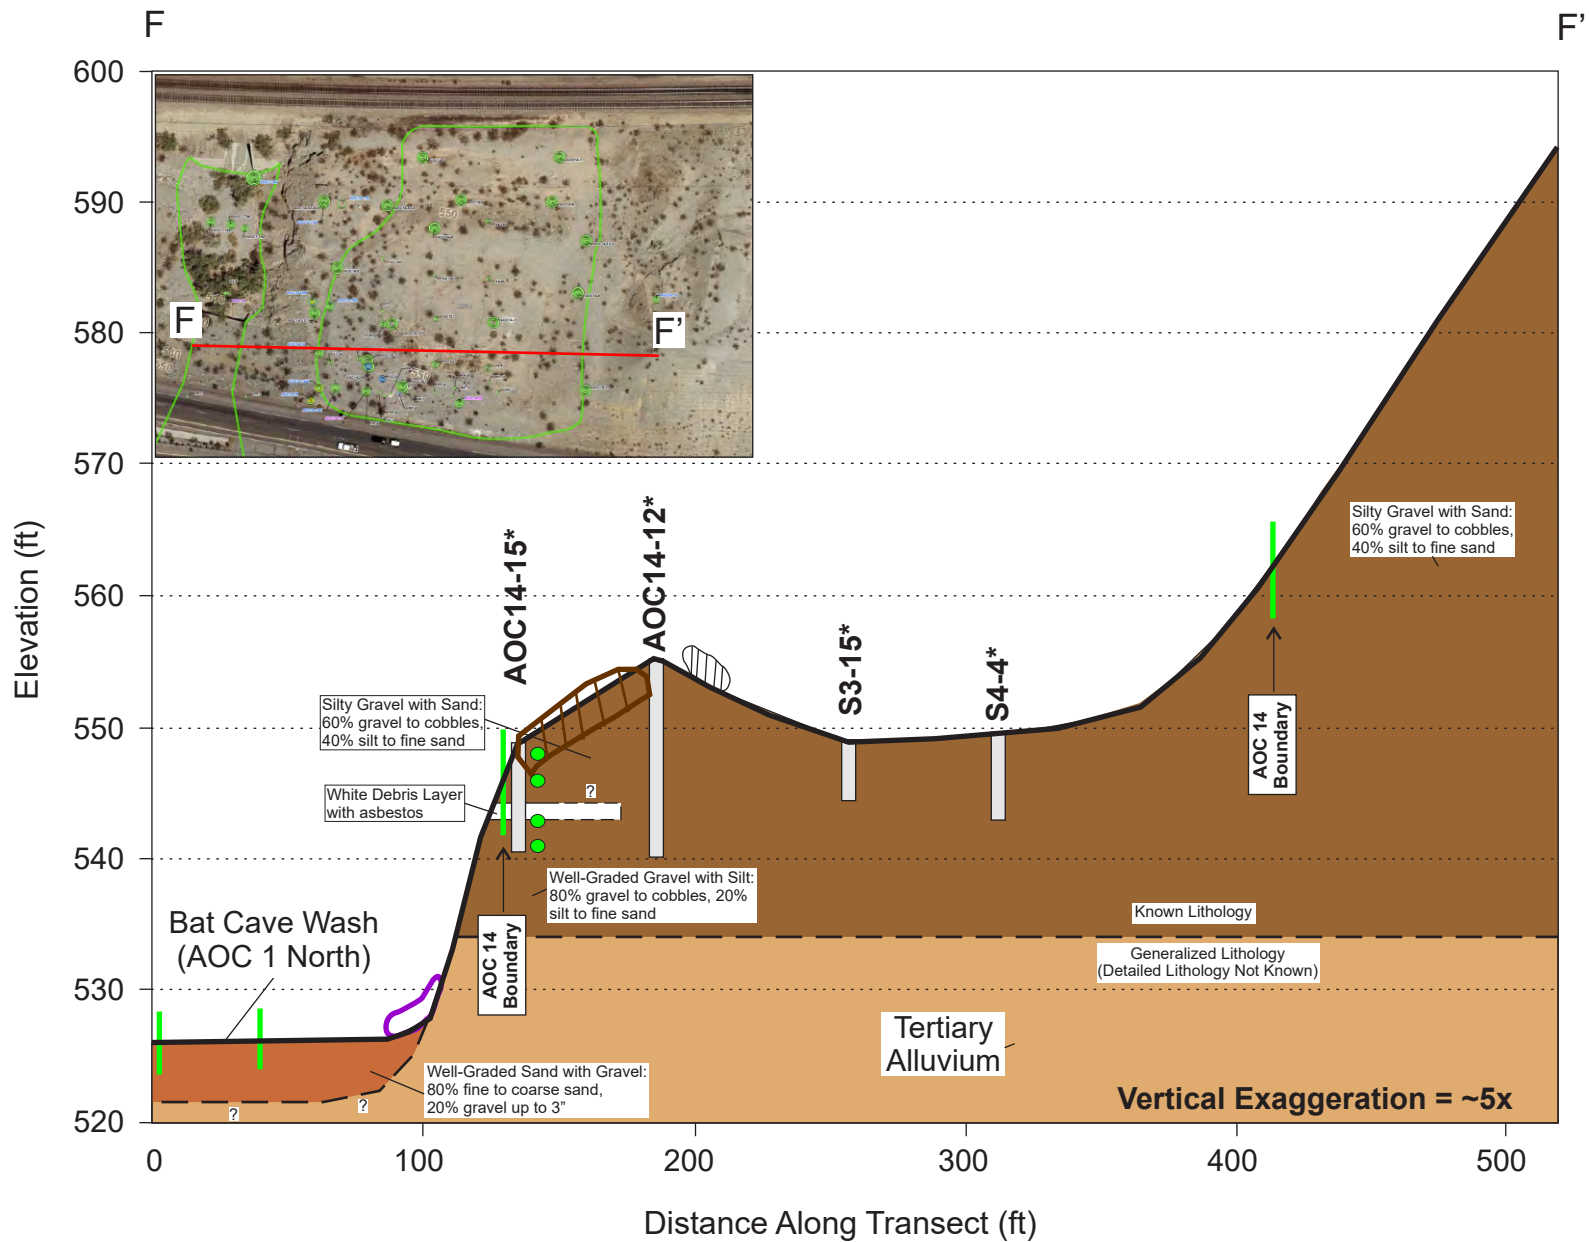 F
F’
600
590
580
570
560
550
540
530
520
Elevation (ft)
F
F’
550
AOC14-15*
AOC14-12*
S3-15*
S4-4*
Silty Gravel with Sand:
60% gravel to cobbles,
40% silt to fine sand
Silty Gravel with Sand:
60% gravel to cobbles,
40% silt to fine sand
White Debris Layer
with asbestos
?
AOC 14
Boundary
AOC 14
Boundary
Well-Graded Gravel with Silt:
80% gravel to cobbles, 20%
silt to fine sand
Known Lithology
Generalized Lithology
(Detailed Lithology Not Known)
Bat Cave Wash
(AOC 1 North)
Tertiary
Alluvium
Well-Graded Sand with Gravel:
80% fine to coarse sand,
20% gravel up to 3”
?
?
Vertical Exaggeration = ~5x
0
100
200
300
400
500
Distance Along Transect (ft)